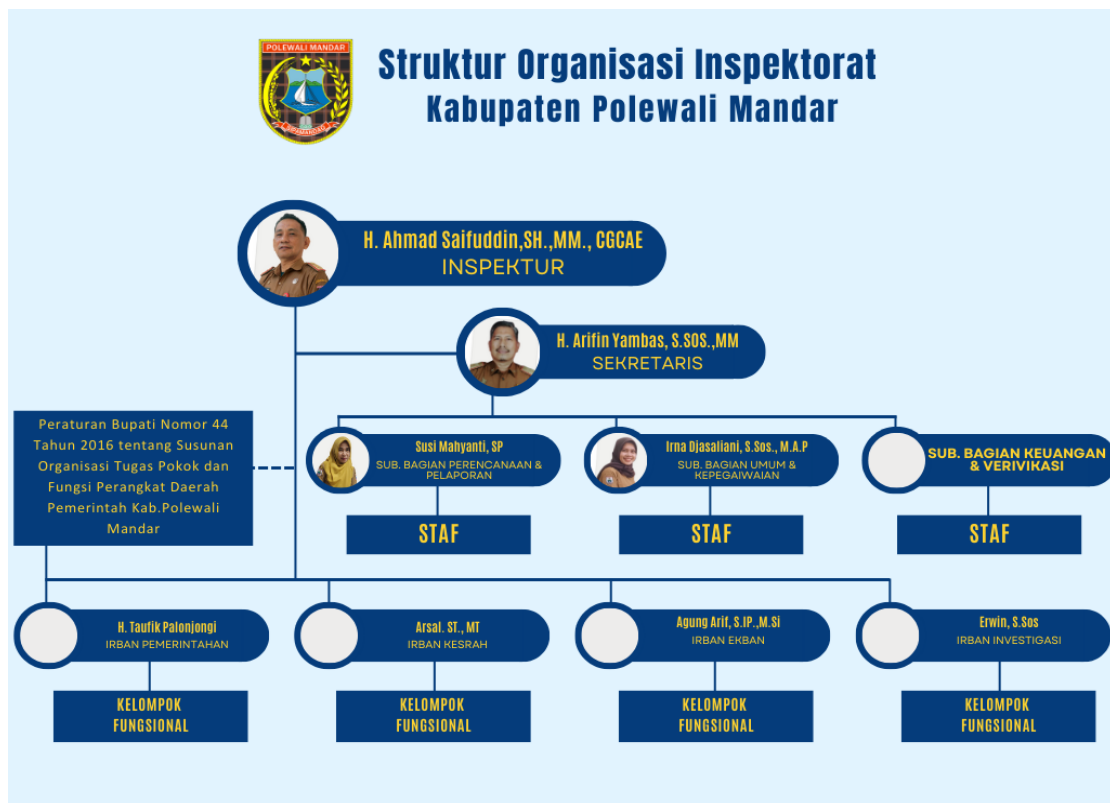 POLEWALI MANDAR
Struktur Organisasi Inspektorat
Kabupaten Polewali Mandar
SIPAMANDAQ
H. Ahmad Saifuddin,SH.,MM., CGCAE
INSPEKTUR
H. Arifin Yambas, S.SOS.,MM
SEKRETARIS
Peraturan Bupati Nomor 44
Tahun 2016 tentang Susunan
Organisasi Tugas Pokok dan
Fungsi Perangkat Daerah
Pemerintah Kab.Polewali
Mandar
Susi Mahyanti, SP
SUB. BAGIAN PERENCANAAN &
PELAPORAN
Irna Djasaliani, S.Sos., M.A.P
SUB. BAGIAN UMUM &
KEPEGAIWAIAN
SUB. BAGIAN KEUANGAN
& VERIVIKASI
STAF
STAF
STAF
H. Taufik Palonjongi
IRBAN PEMERINTAHAN
Arsal. ST., MT
IRBAN KESRAH
Agung Arif, S.IP.,M.Si
IRBAN EKBAN
Erwin, S.Sos
IRBAN INVESTIGASI
KELOMPOK
FUNGSIONAL
KELOMPOK
FUNGSIONAL
KELOMPOK
FUNGSIONAL
KELOMPOK
FUNGSIONAL